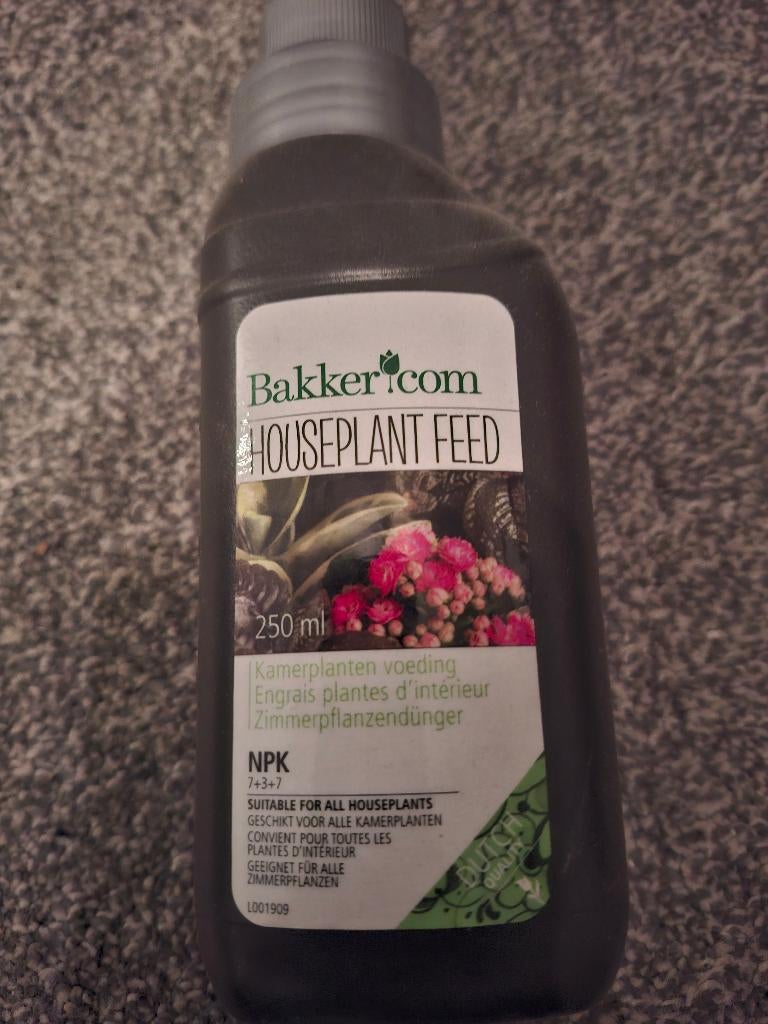 Bakker.com
HOUSEPLANT FEED
250 ml
Kamerplanten voeding
Engrais plantes d'intérieur
Zimmerpflanzendünger
NPK
7+3+7
SUITABLE FOR ALL HOUSEPLANTS
GESCHIKT VOOR ALLE KAMERPLANTEN
CONVIENT POUR TOUTES LES
PLANTES D'INTÉRIEUR
GEEIGNET FÜR ALLE
ZIMMERPFLANZEN
L001909
DUTCH
QUALITY